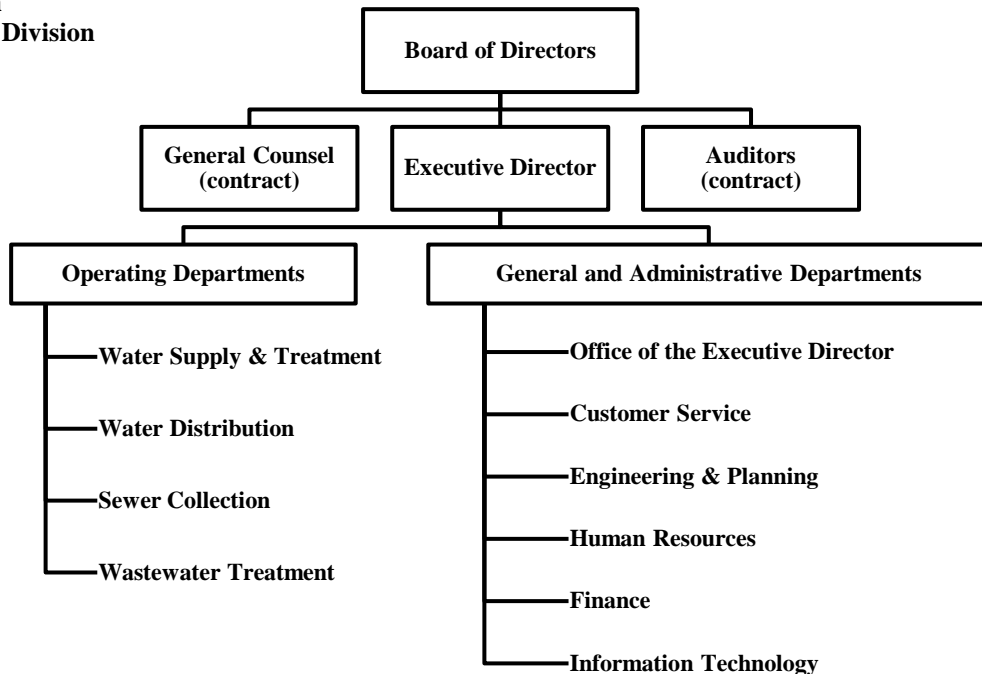 Division
Board of Directors
General Counsel
(contract)
Executive Director
Auditors
(contract)
Operating Departments
General and Administrative Departments
Water Supply & Treatment
Water Distribution
Sewer Collection
Wastewater Treatment
Office of the Executive Director
Customer Service
Engineering & Planning
Human Resources
Finance
Information Technology